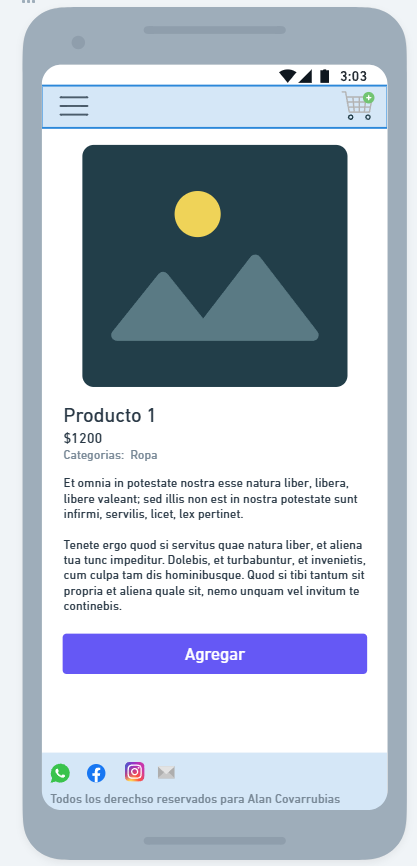 3:03
Producto 1
$1200
Categorias: Ropa
Et omnia in potestate nostra esse natura liber, libera,
libere valeant; sed illis non est in nostra potestate sunt
infirmi, servilis, licet, lex pertinet.
Tenete ergo quod si servitus quae natura liber, et aliena
tua tunc impeditur. Dolebis, et turbabuntur, et invenietis,
cum culpa tam dis hominibusque. Quod si tibi tantum sit
propria et aliena quale sit, nemo unquam vel invitum te
continebis.
Agregar
Todos los derechso reservados para Alan Covarrubias